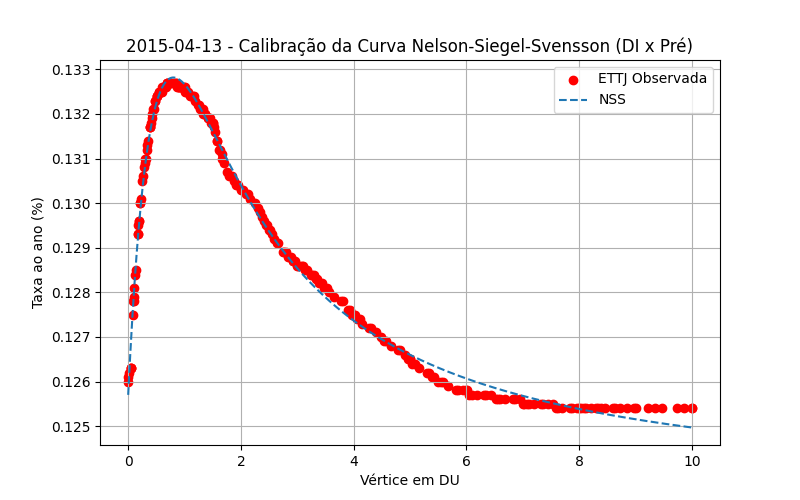 2015-04-13 - Calibração da Curva Nelson-Siegel-Svensson (DI x Pré)
ETTJ Observada
NSS
Taxa ao ano (%)
0.133
0.132
0.131
0.130
0.129
0.128
0.127
0.126
0.125
0 2 4 6 8 10
Vértice em DU